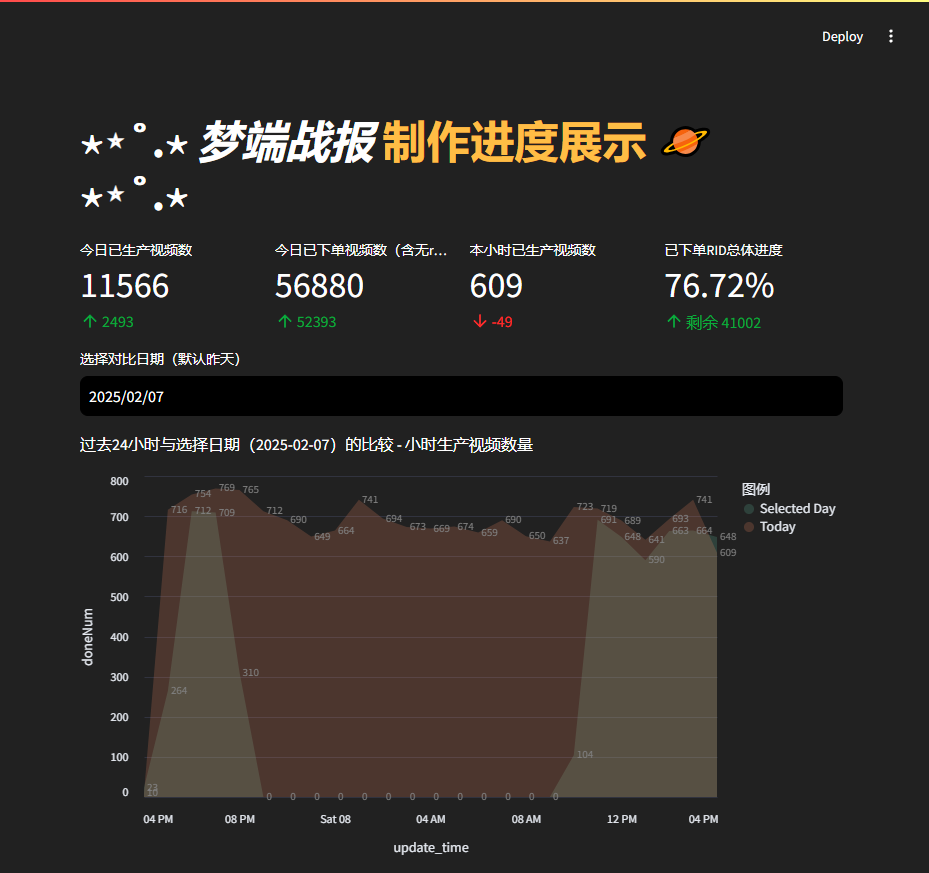 Deploy
⋆⋆˚.⋆ 梦端战报 制作进度展示 🪐
⋆⋆˚.⋆
今日已生产视频数
11566
↑ 2493
今日已下单视频数（含无r...
56880
↑ 52393
本小时已生产视频数
609
↓ -49
已下单RID总体进度
76.72%
↑ 剩余 41002
选择对比日期（默认昨天）
2025/02/07
过去24小时与选择日期（2025-02-07）的比较 - 小时生产视频数量
图例
Selected Day
Today
doneNum
800
700
600
500
400
300
200
100
0
23 716 754 769 765 712 690 649 664 741 694 673 669 674 659 690 650 637 723 719 689 641 693 741 609
10 264 712 709 310 0 0 0 0 0 0 0 0 0 0 0 0 0 104 691 648 590 663 664 648
04 PM 08 PM Sat 08 04 AM 08 AM 12 PM 04 PM
update_time